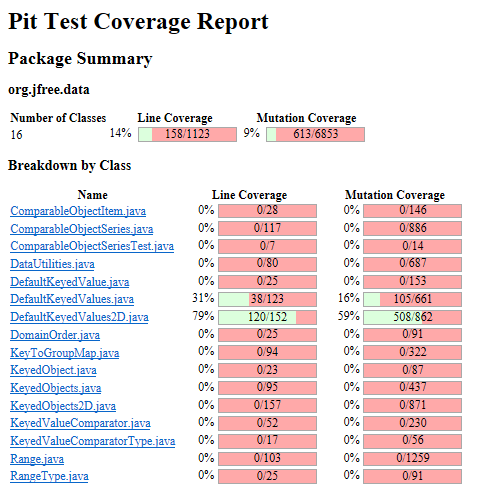 Pit Test Coverage Report
Package Summary
org.jfree.data
Number of Classes Line Coverage Mutation Coverage
16 14% 158/1123 9% 613/6853
Breakdown by Class
Name Line Coverage Mutation Coverage
ComparableObjectItem.java 0% 0/28 0% 0/146
ComparableObjectSeries.java 0% 0/117 0% 0/886
ComparableObjectSeriesTest.java 0% 0/7 0% 0/14
DataUtilities.java 0% 0/80 0% 0/687
DefaultKeyedValue.java 0% 0/25 0% 0/153
DefaultKeyedValues.java 31% 38/123 16% 105/661
DefaultKeyedValues2D.java 79% 120/152 59% 508/862
DomainOrder.java 0% 0/25 0% 0/91
KeyToGroupMap.java 0% 0/94 0% 0/322
KeyedObject.java 0% 0/23 0% 0/87
KeyedObjects.java 0% 0/95 0% 0/437
KeyedObjects2D.java 0% 0/157 0% 0/871
KeyedValueComparator.java 0% 0/52 0% 0/230
KeyedValueComparatorType.java 0% 0/17 0% 0/56
Range.java 0% 0/103 0% 0/1259
RangeType.java 0% 0/25 0% 0/91